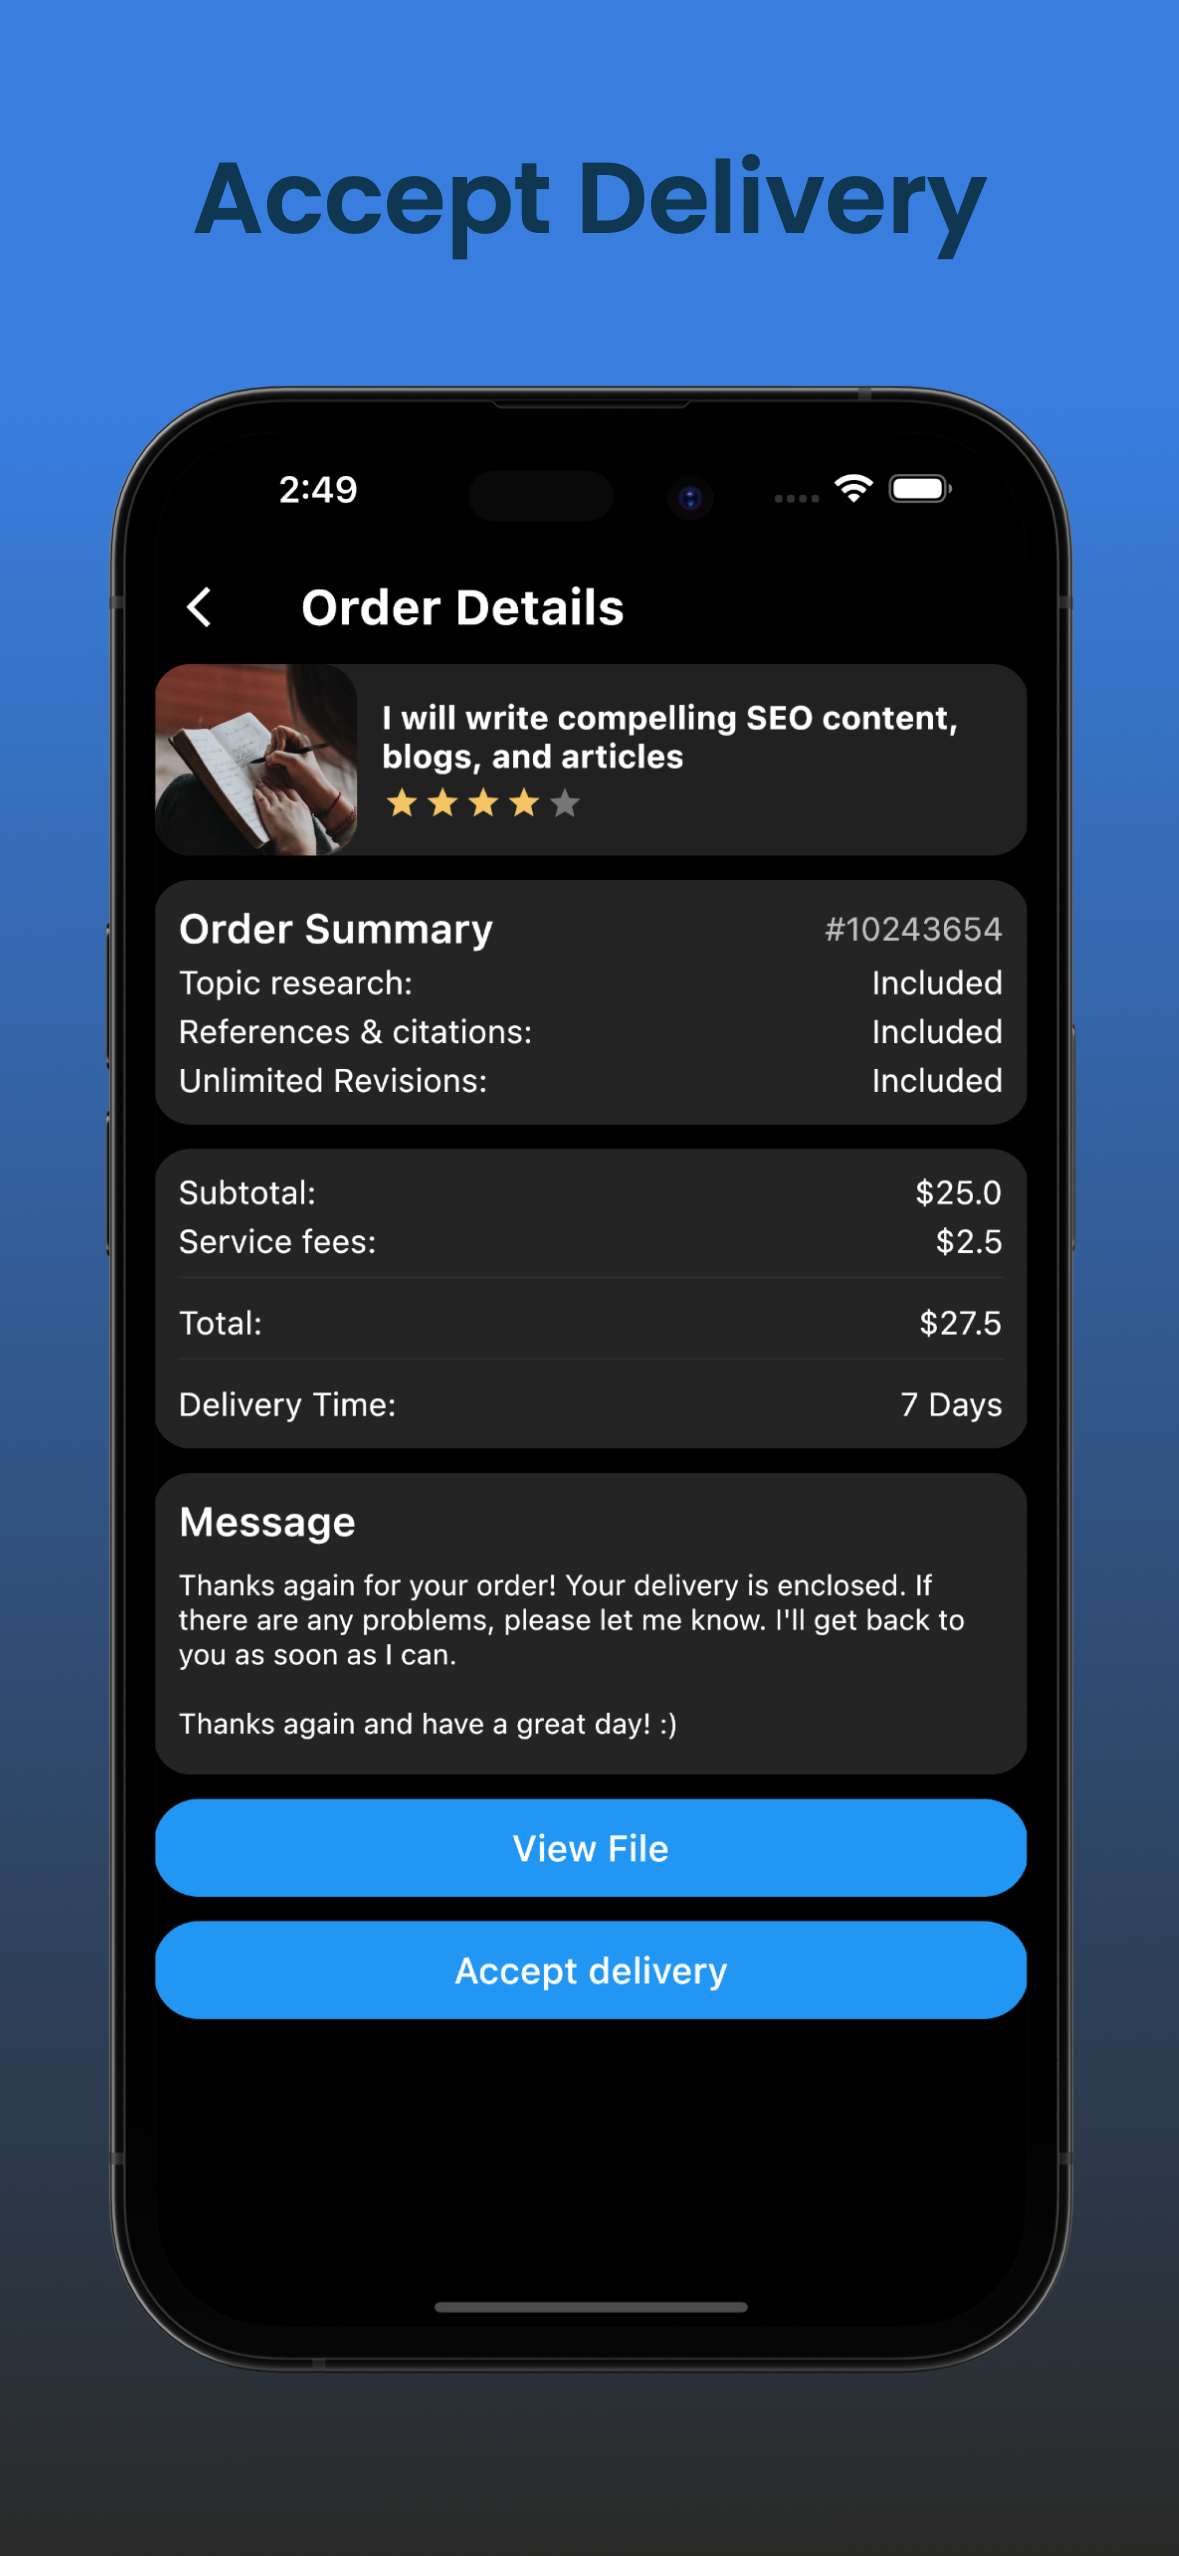 Accept Delivery
2:49
Order Details
I will write compelling SEO content,
blogs, and articles
Order Summary #10243654
Topic research: Included
References & citations: Included
Unlimited Revisions: Included
Subtotal: $25.0
Service fees: $2.5
Total: $27.5
Delivery Time: 7 Days
Message
Thanks again for your order! Your delivery is enclosed. If
there are any problems, please let me know. I'll get back to
you as soon as I can.
Thanks again and have a great day! :)
View File
Accept delivery